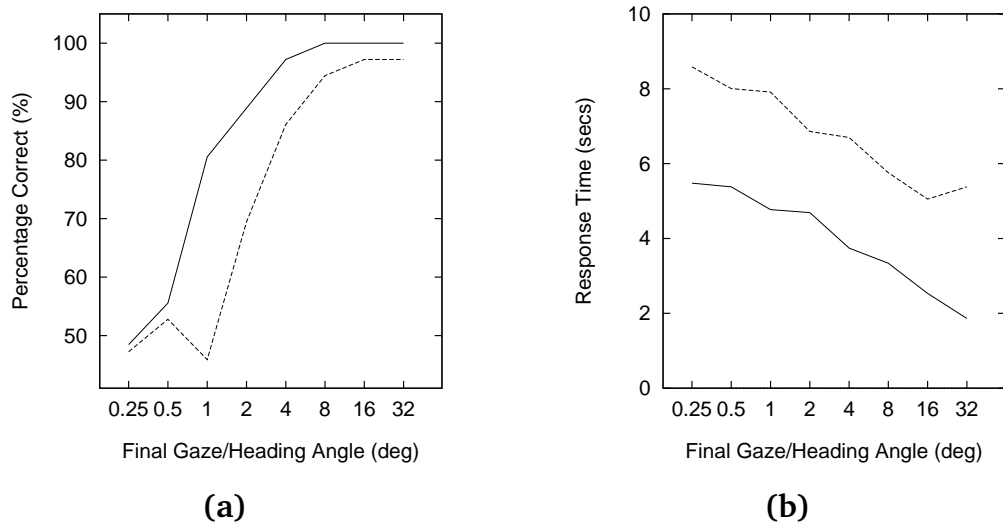 Percentage Correct (%)
100
90
80
70
60
50
0.25 0.5 1 2 4 8 16 32
Final Gaze/Heading Angle (deg)
(a)
Response Time (secs)
10
8
6
4
2
0
0.25 0.5 1 2 4 8 16 32
Final Gaze/Heading Angle (deg)
(b)